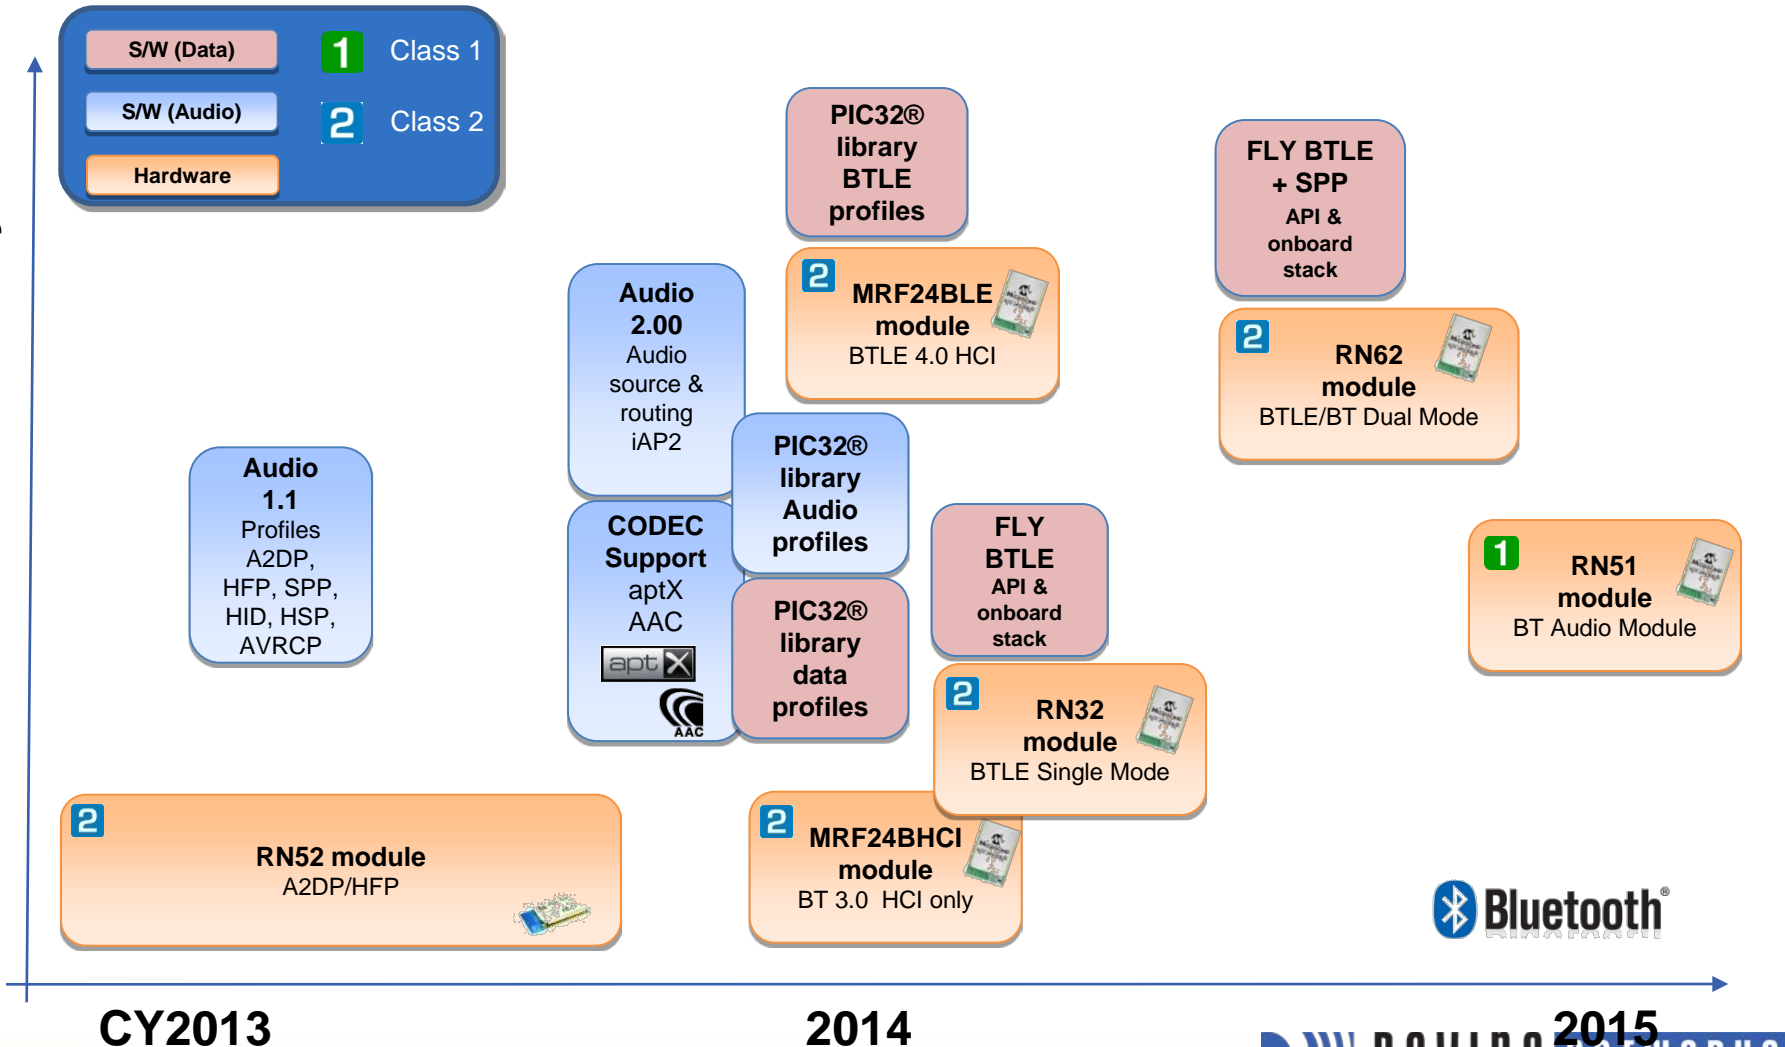 S/W (Data)
1 Class 1
S/W (Audio)
2 Class 2
Hardware
PIC32®
library
BTLE
profiles
FLY BTLE
+ SPP
API &
onboard
stack
Audio
2.00
Audio
source &
routing
iAP2
2
MRF24BLE
module
BTLE 4.0 HCI
2
RN62
module
BTLE/BT Dual Mode
Audio
1.1
Profiles
A2DP,
HFP, SPP,
HID, HSP,
AVRCP
PIC32®
library
Audio
profiles
CODEC
Support
aptX
AAC
aptX
AAC
FLY
BTLE
API &
onboard
stack
1
RN51
module
BT Audio Module
PIC32®
library
data
profiles
2
RN32
module
BTLE Single Mode
2
RN52 module
A2DP/HFP
2
MRF24BHCI
module
BT 3.0 HCI only
Bluetooth®
CY2013
2014
2015